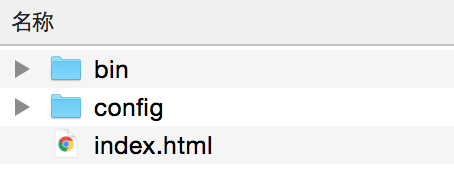 名称
bin
config
index.html